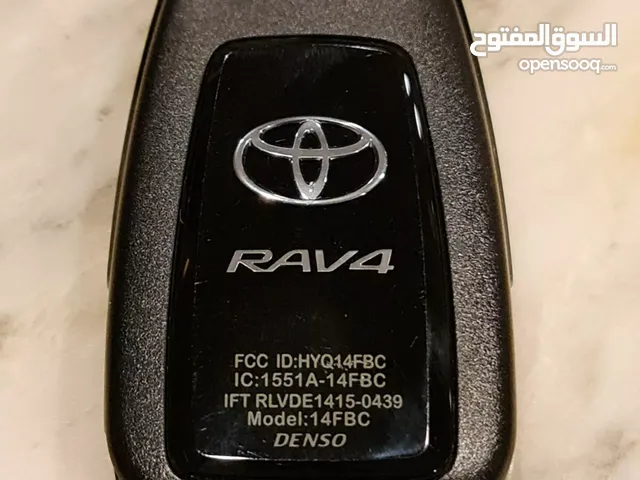 السوق المفتوح
opensooq.com
RAV4
FCC ID:HYQ14FBC
IC:1551A-14FBC
IFT RLVDE1415-0439
Model:14FBC
DENSO